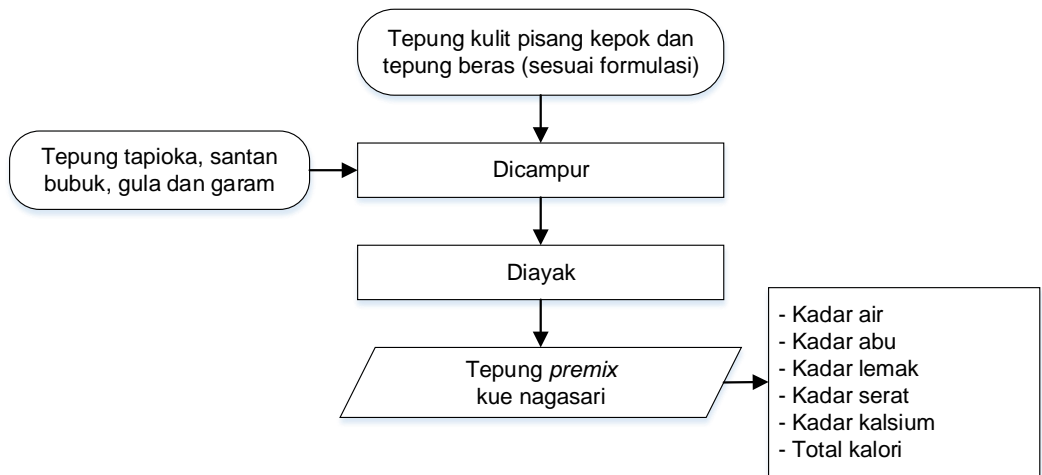 Tepung kulit pisang kepok dan
tepung beras (sesuai formulasi)
Tepung tapioka, santan
bubuk, gula dan garam
Dicampur
Diayak
Tepung premix
kue nagasari
- Kadar air
- Kadar abu
- Kadar lemak
- Kadar serat
- Kadar kalsium
- Total kalori